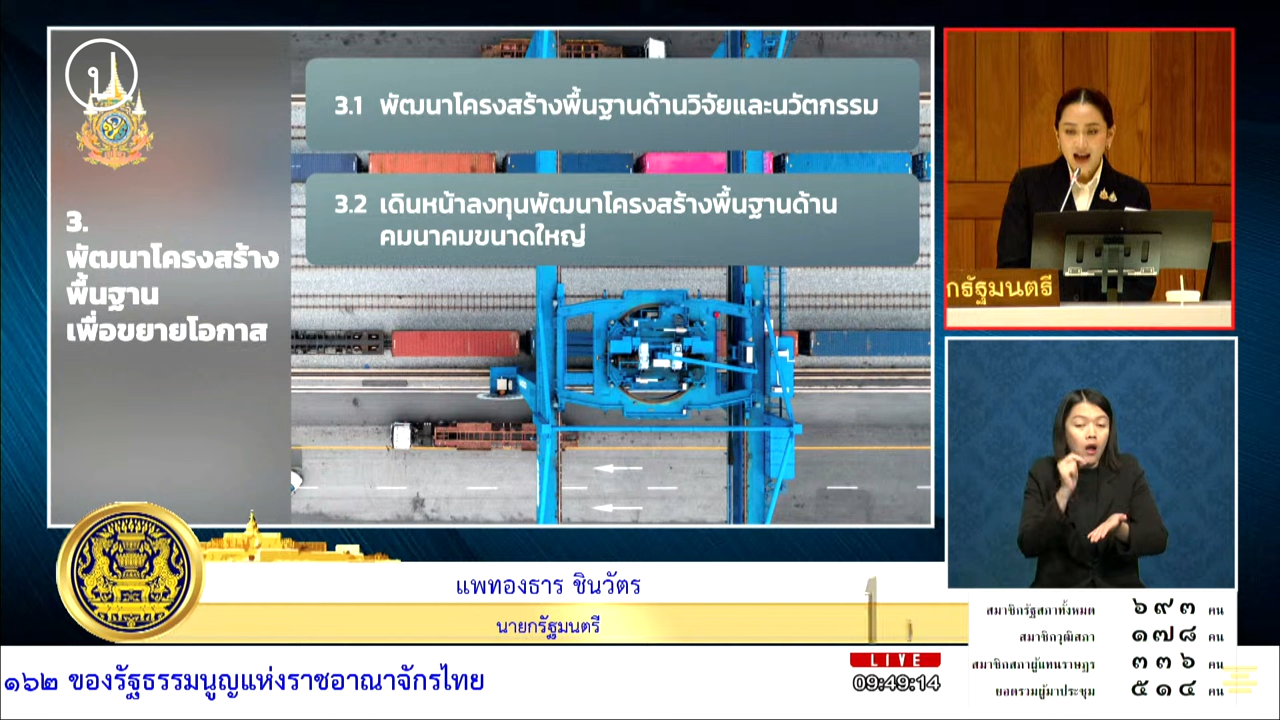 บ
3.
พัฒนาโครงสร้าง
พื้นฐาน
เพื่อขยายโอกาส
3.1 พัฒนาโครงสร้างพื้นฐานด้านวิจัยและนวัตกรรม
3.2 เดินหน้าลงทุนพัฒนาโครงสร้างพื้นฐานด้าน
คมนาคมขนาดใหญ่
กรัฐมนตรี
แพทองธาร ชินวัตร
นายกรัฐมนตรี
สมาชิกรัฐสภาทั้งหมด ๖๙๓ คน
สมาชิกวุฒิสภา ๑๗๘ คน
สมาชิกสภาผู้แทนราษฎร ๓๓๖ คน
ยอดรวมผู้มาประชุม ๕๑๔ คน
LIVE
09:49:14
๑๖๒ ของรัฐธรรมนูญแห่งราชอาณาจักรไทย